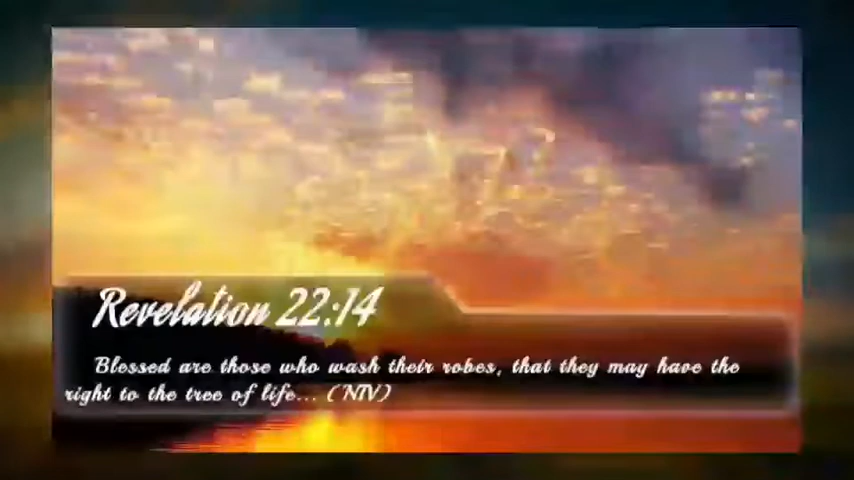 Revelation 22:14
Blessed are those who wash their robes, that they may have the
right to the tree of life... (NIV)